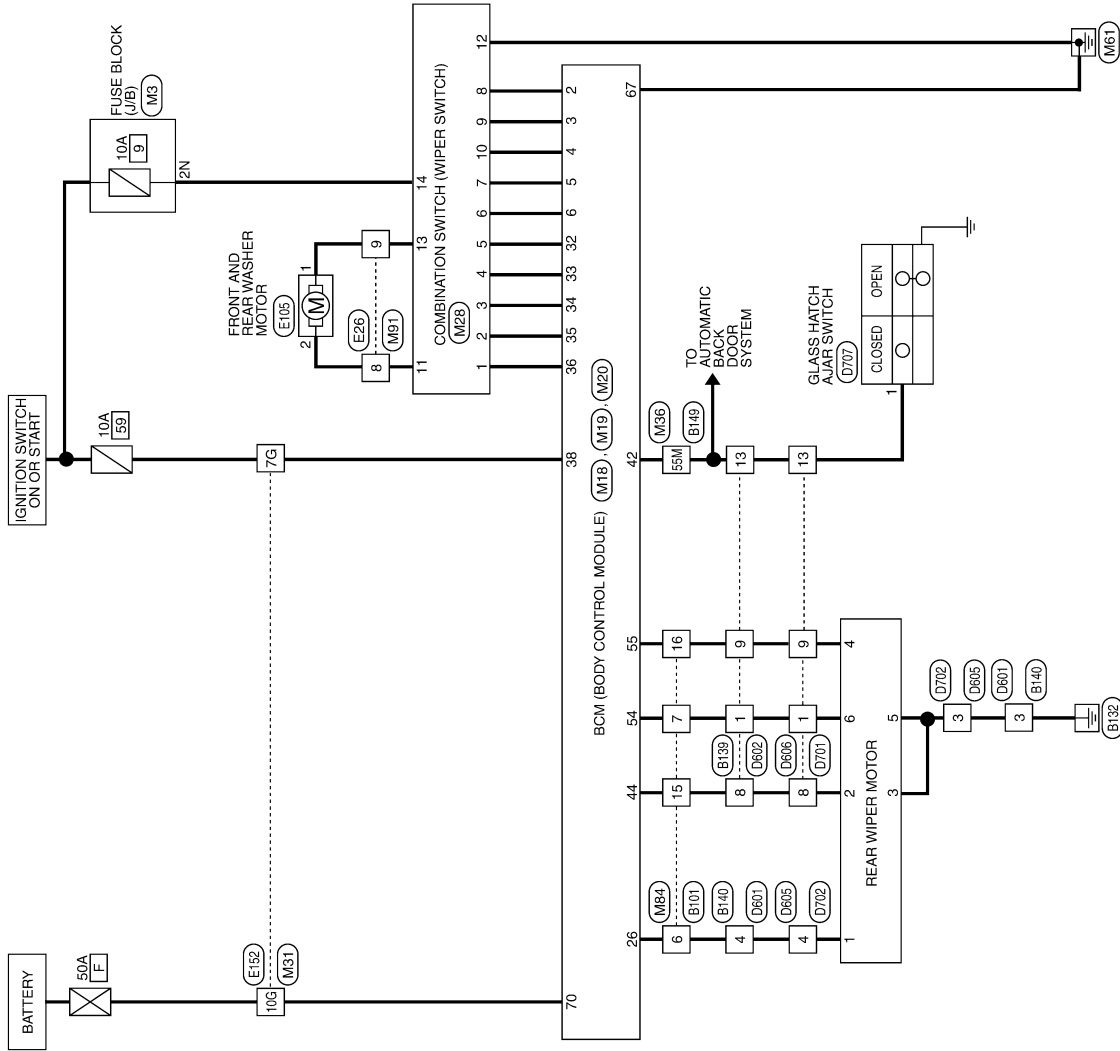 BATTERY
50A
F
IGNITION SWITCH
ON OR START
10A
59
FUSE BLOCK
(J/B)
M3
10A
9
2N
FRONT AND
REAR WASHER
MOTOR
E105
2
M
1
E26
M91
8
9
11
13
14
COMBINATION SWITCH (WIPER SWITCH)
M28
1
2
3
4
5
6
7
10
9
8
12
E152
10G
M31
7G
70
38
36
35
34
33
32
6
5
4
3
2
BCM (BODY CONTROL MODULE)
M18
,
M19
,
M20
26
44
54
55
42
67
M84
6
15
7
16
55M
M36
B101
B149
TO
AUTOMATIC
BACK
DOOR
SYSTEM
B140
4
D601
B139
8
1
9
13
D602
D605
4
D702
D606
8
1
9
13
D701
GLASS HATCH
AJAR SWITCH
D707
CLOSED
OPEN
1
1
2
6
4
REAR WIPER MOTOR
3
5
D702
3
D605
D601
3
B140
B132
M61